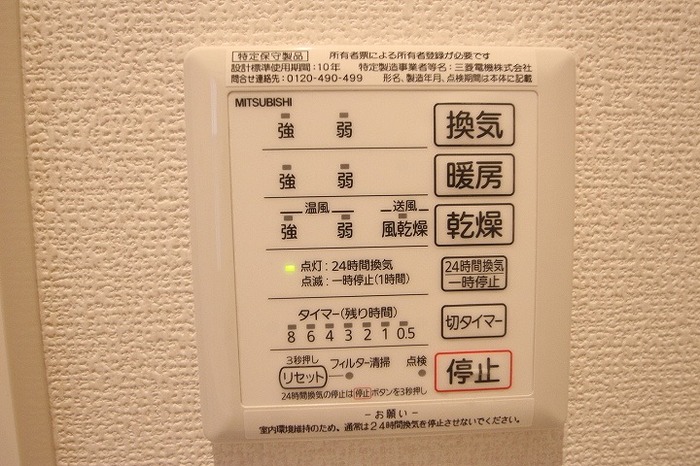 特定保守製品 所有者票による所有者登録が必要です
設計標準使用期間:10年 特定製造事業者等名:三菱電機株式会社
問合せ連絡先:0120-490-499 形名、製造年月、点検期間は本体に記載
MITSUBISHI
強 弱 換気
強 弱 暖房
温風 送風
強 弱 風乾燥 乾燥
点灯:24時間換気
点滅:一時停止(1時間)
24時間換気
一時停止
タイマー(残り時間)
8 6 4 3 2 1 0.5
切タイマー
3秒押し
リセット フィルター清掃 点検
停止
24時間換気の停止は停止ボタンを3秒押し
-お願い-
室内環境維持のため、通常は24時間換気を停止させないでください。